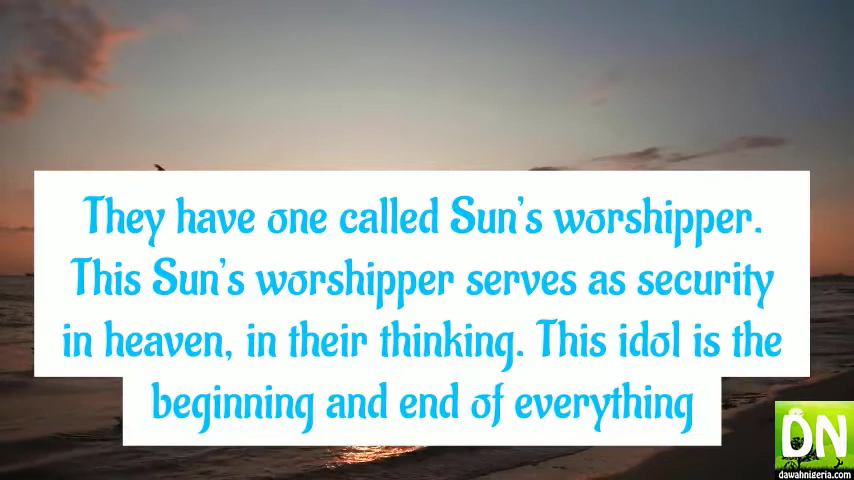 They have one called Sun's worshipper.
This Sun's worshipper serves as security
in heaven, in their thinking. This idol is the
beginning and end of everything
DN
dawahnigeria.com